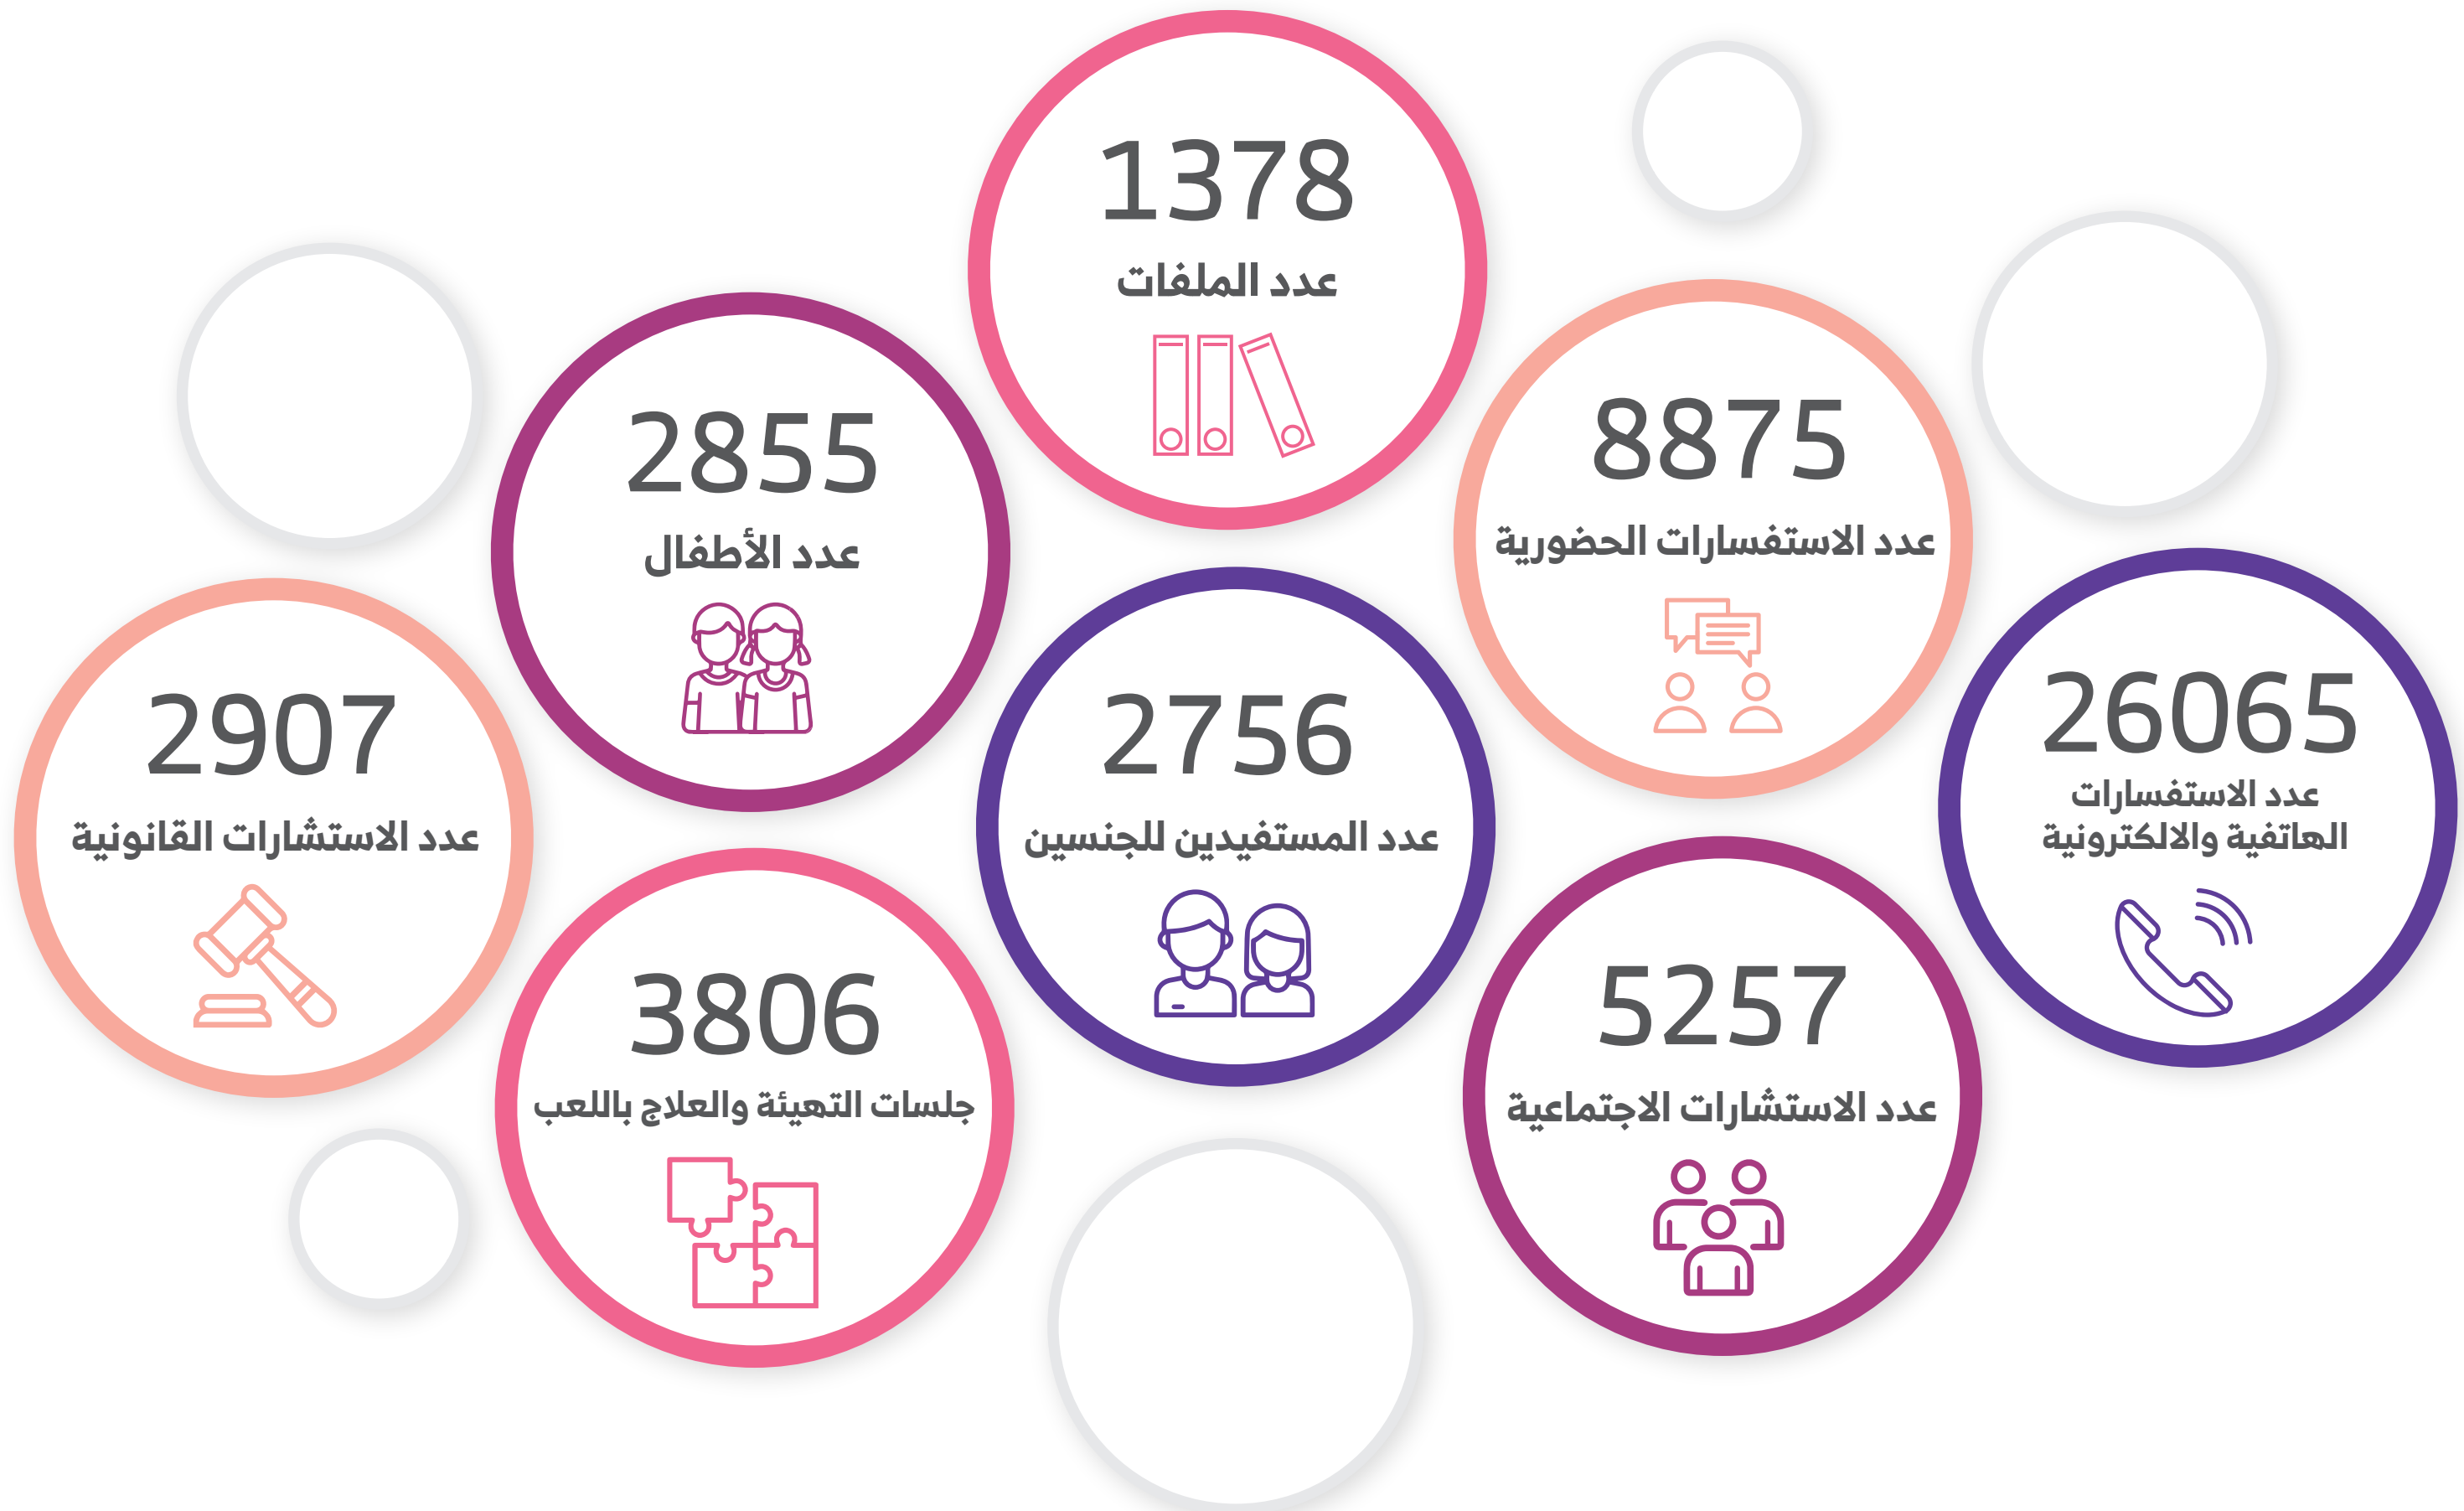 1378
عدد الملفات
8875
عدد الاستفسارات الحضورية
2855
عدد الأطفال
26065
عدد الاستفسارات
الهاتفية والالكترونية
2756
عدد المستفيدين للجنسين
2907
عدد الاستشارات القانونية
5257
عدد الاستشارات الاجتماعية
3806
جلسات التهيئة والعلاج باللعب